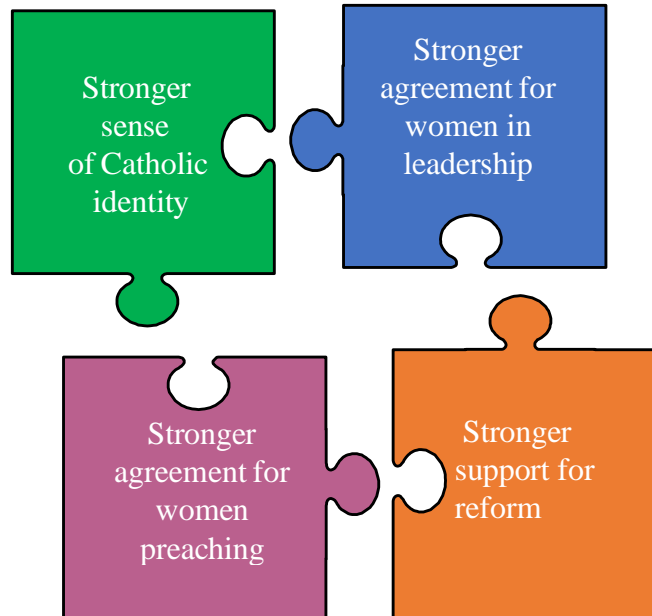 Stronger
sense
of Catholic
identity
Stronger
agreement for
women in
leadership
Stronger
agreement for
women
preaching
Stronger
support for
reform